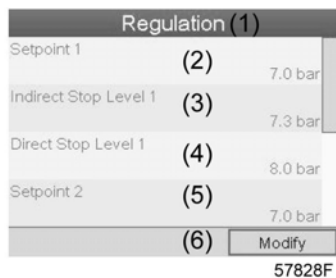 Regulation (1)
Setpoint 1
(2)
7.0 bar
Indirect Stop Level 1
(3)
7.3 bar
Direct Stop Level 1
(4)
8.0 bar
Setpoint 2
(5)
7.0 bar
(6) Modify
57828F